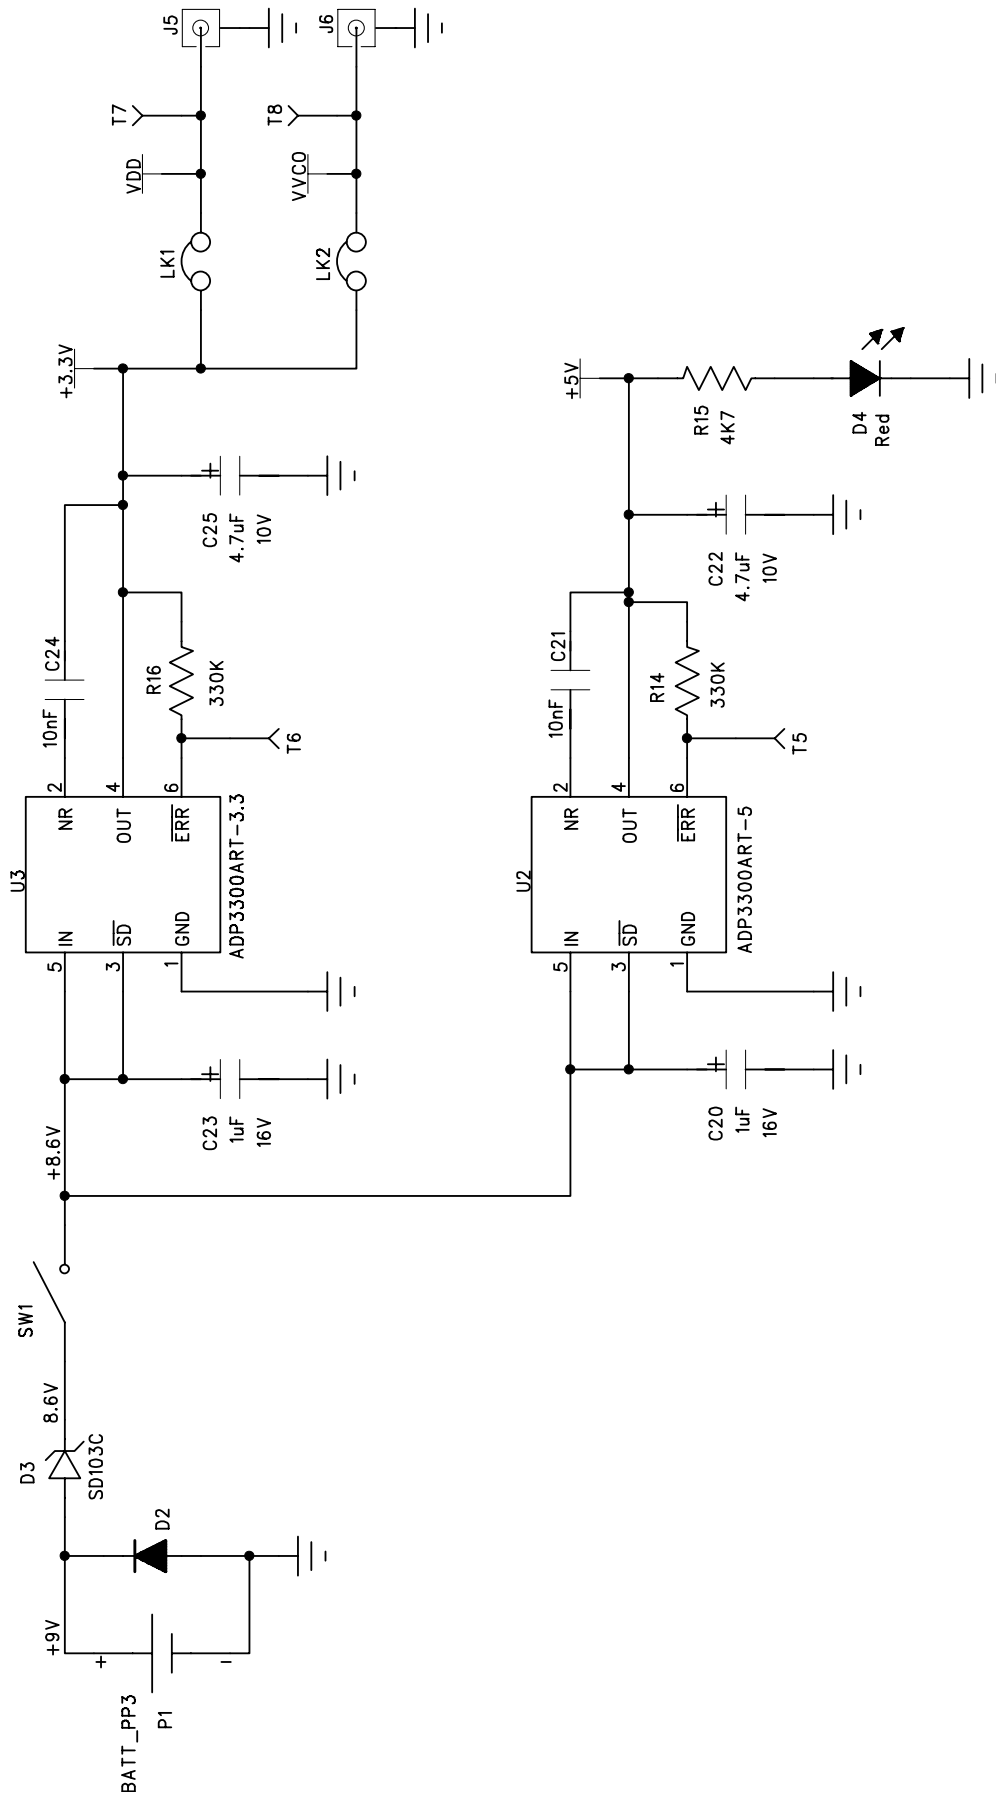 J5
J6
T7
T8
VDD
VVCO
LK1
LK2
+3.3V
+5V
R15
4K7
D4
Red
C25
4.7uF
10V
C22
4.7uF
10V
C24
10nF
R16
330K
T6
C21
10nF
R14
330K
T5
U3
2
4
6
NR
OUT
ERR
IN
SD
GND
5
3
1
ADP3300ART-3.3
U2
2
4
6
NR
OUT
ERR
IN
SD
GND
5
3
1
ADP3300ART-5
C23
1uF
16V
C20
1uF
16V
+8.6V
SW1
8.6V
D3
SD103C
D2
+9V
+
-
BATT_PP3
P1